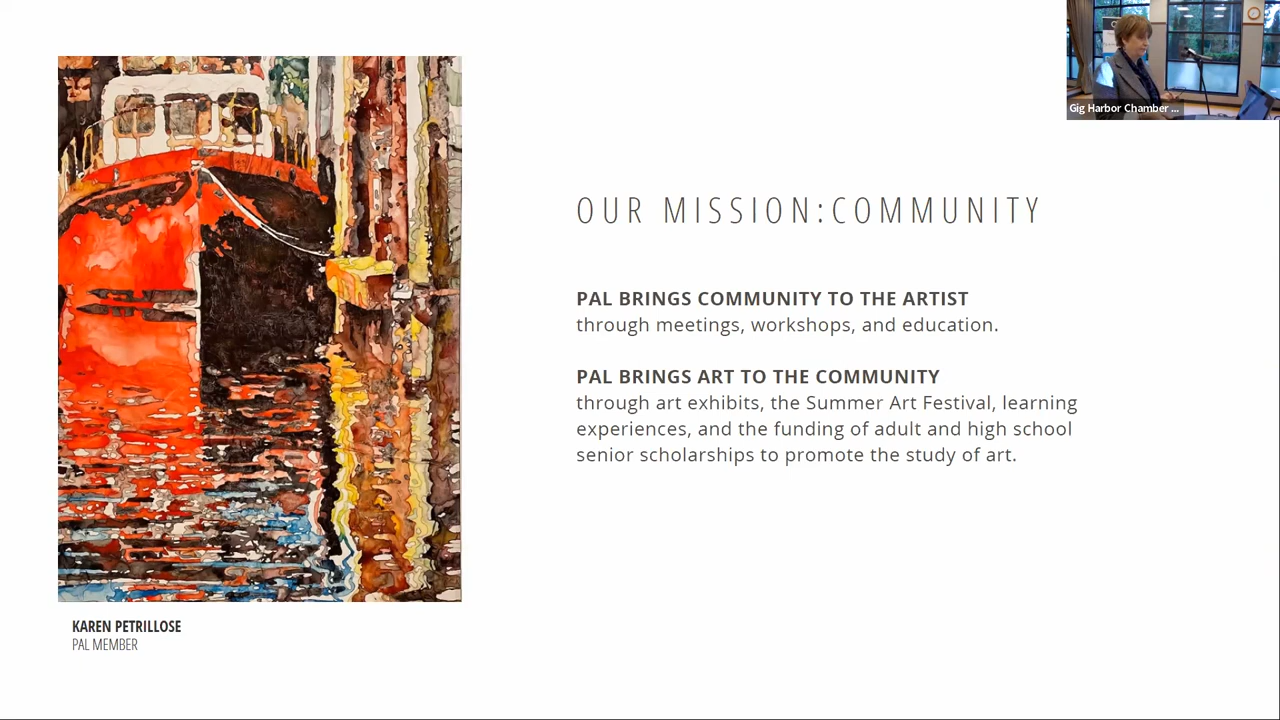 Gig Harbor Chamber ...
OUR MISSION:COMMUNITY
PAL BRINGS COMMUNITY TO THE ARTIST
through meetings, workshops, and education.
PAL BRINGS ART TO THE COMMUNITY
through art exhibits, the Summer Art Festival, learning
experiences, and the funding of adult and high school
senior scholarships to promote the study of art.
KAREN PETRILLOSE
PAL MEMBER